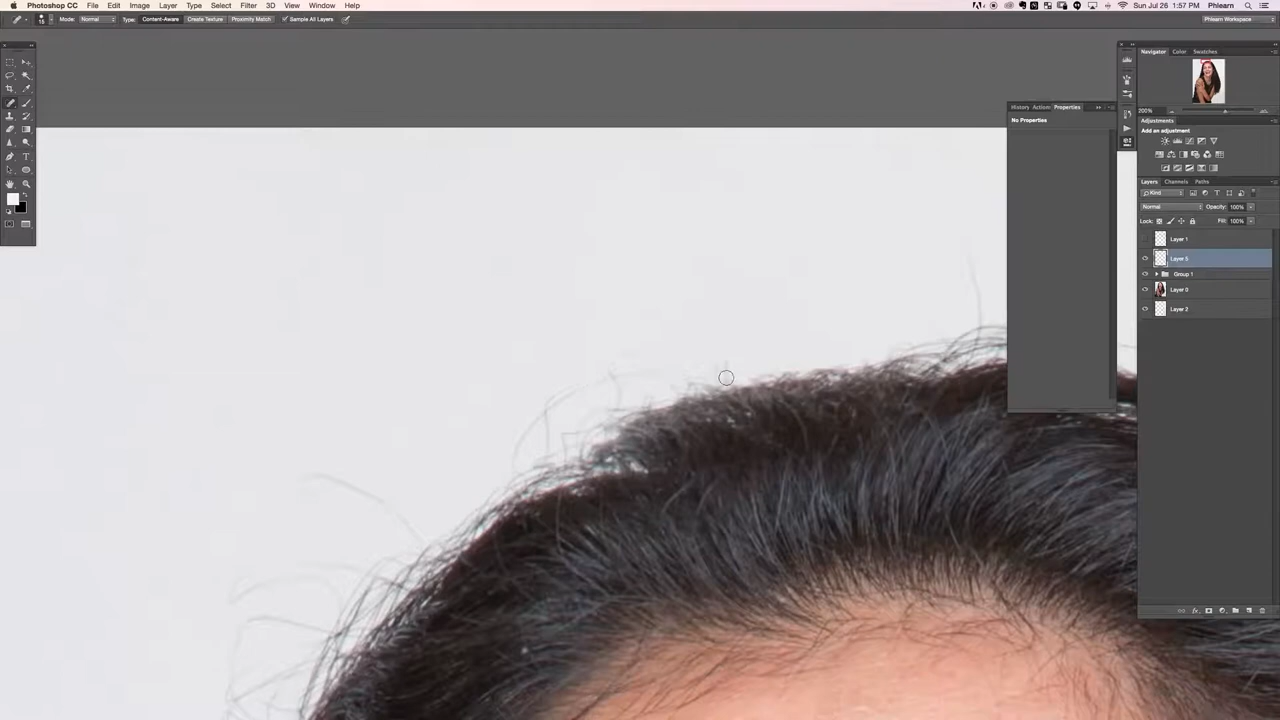 Photoshop CC File Edit Image Layer Type Select Filter 3D View Window Help Sun Jul 26 1:57 PM Phlearn
Mode: Normal Type: Content-Aware Create Texture Proximity Match Sample All Layers Phlearn Workspace
Navigator Color Swatches
History Actions Properties
No Properties
200%
Adjustments
Add an adjustment
Layers Channels Paths
Kind
Normal Opacity: 100%
Lock: Fill: 100%
Layer 1
Layer 5
Group 1
Layer 0
Layer 2